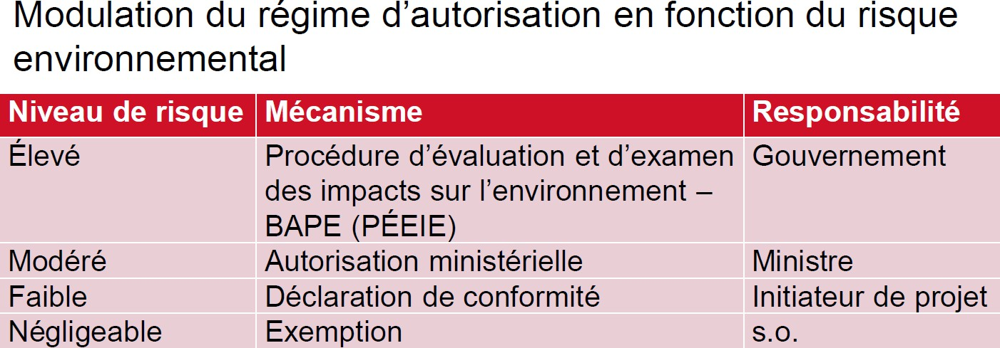 Modulation du régime d’autorisation en fonction du risque
environnemental
Niveau de risque Mécanisme Responsabilité
Élevé Procédure d’évaluation et d’examen Gouvernement
des impacts sur l’environnement –
BAPE (PÉEIE)
Modéré Autorisation ministérielle Ministre
Faible Déclaration de conformité Initiateur de projet
Négligeable Exemption s.o.